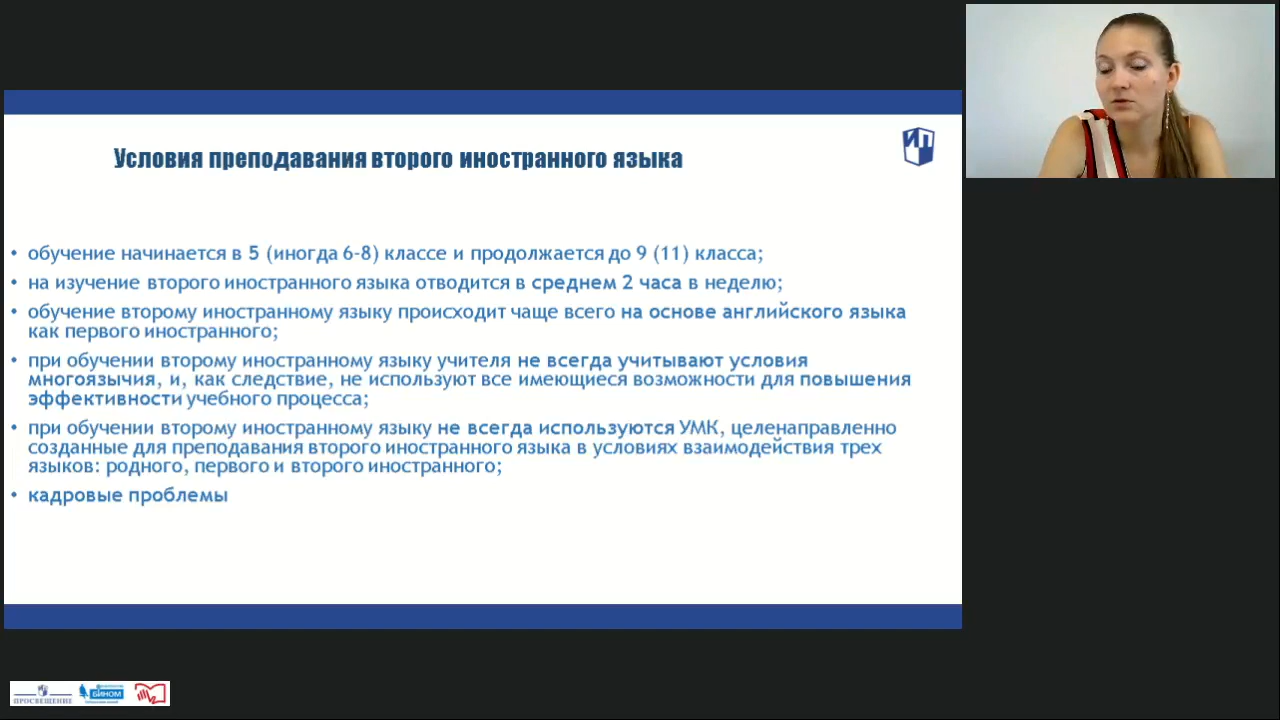 Условия преподавания второго иностранного языка
ИП
• обучение начинается в 5 (иногда 6-8) классе и продолжается до 9 (11) класса;
• на изучение второго иностранного языка отводится в среднем 2 часа в неделю;
• обучение второму иностранному языку происходит чаще всего на основе английского языка
как первого иностранного;
• при обучении второму иностранному языку учителя не всегда учитывают условия
многоязычия, и, как следствие, не используют все имеющиеся возможности для повышения
эффективности учебного процесса;
• при обучении второму иностранному языку не всегда используются УМК, целенаправленно
созданные для преподавания второго иностранного языка в условиях взаимодействия трех
языков: родного, первого и второго иностранного;
• кадровые проблемы
ПРОСВЕЩЕНИЕ
БИНОМ